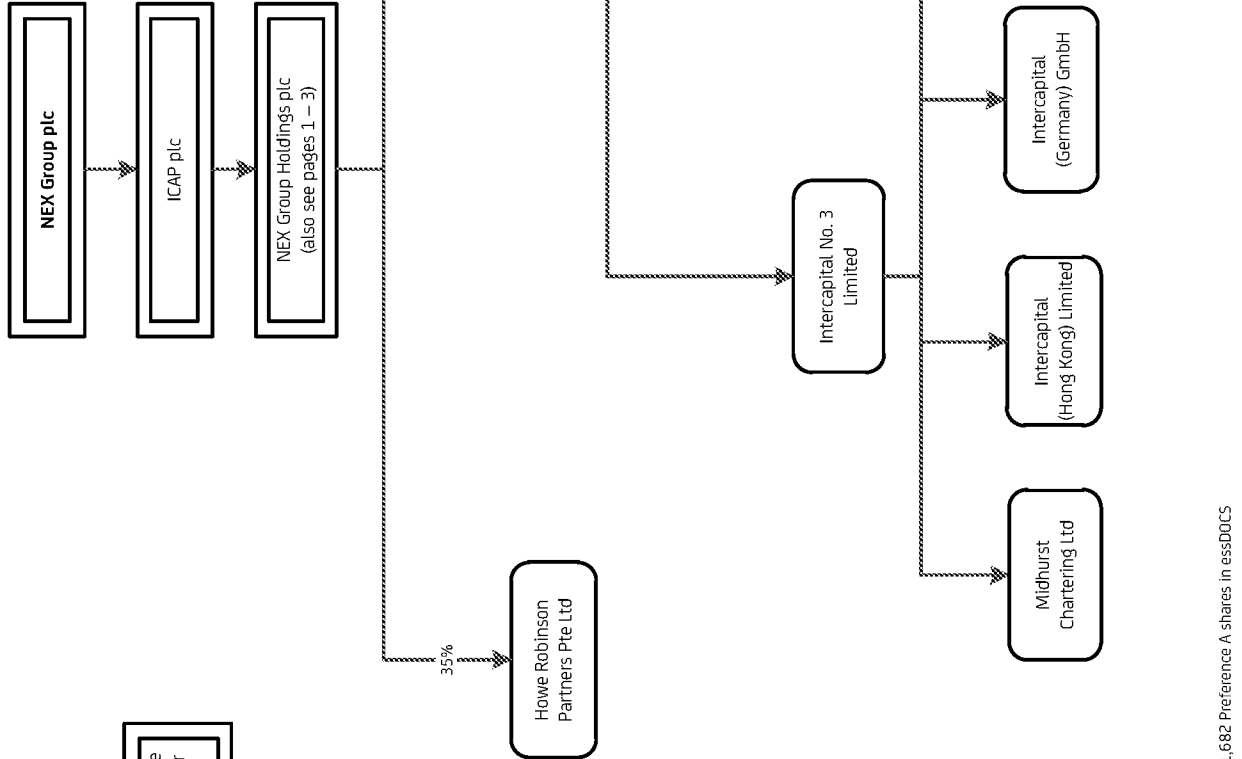 NEX Group plc
ICAP plc
NEX Group Holdings plc
(also see pages 1 – 3)
35%
Howe Robinson
Partners Pte Ltd
Intercapital No. 3
Limited
Midhurst
Chartering Ltd
Intercapital
(Hong Kong) Limited
Intercapital
(Germany) GmbH
,682 Preference A shares in essDOCS